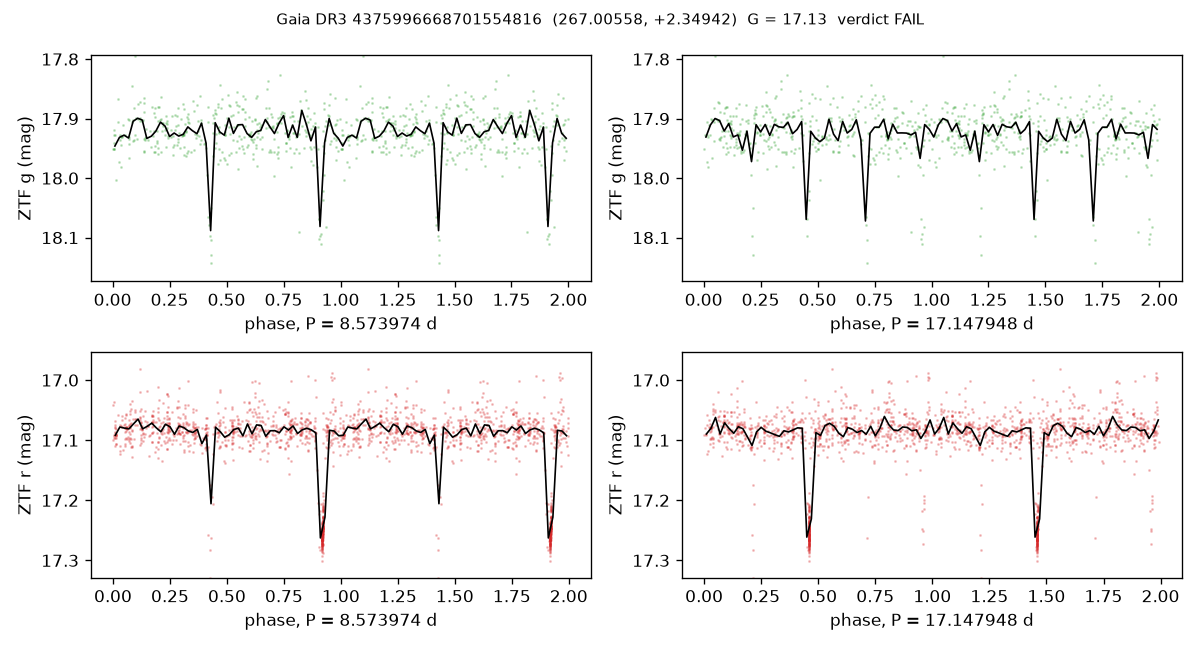 Gaia DR3 4375996668701554816 (267.00558, +2.34942) G = 17.13 verdict FAIL
17.8
17.9
18.0
18.1
ZTF g (mag)
0.00 0.25 0.50 0.75 1.00 1.25 1.50 1.75 2.00
phase, P = 8.573974 d
17.8
17.9
18.0
18.1
ZTF g (mag)
0.00 0.25 0.50 0.75 1.00 1.25 1.50 1.75 2.00
phase, P = 17.147948 d
17.0
17.1
17.2
17.3
ZTF r (mag)
0.00 0.25 0.50 0.75 1.00 1.25 1.50 1.75 2.00
phase, P = 8.573974 d
17.0
17.1
17.2
17.3
ZTF r (mag)
0.00 0.25 0.50 0.75 1.00 1.25 1.50 1.75 2.00
phase, P = 17.147948 d